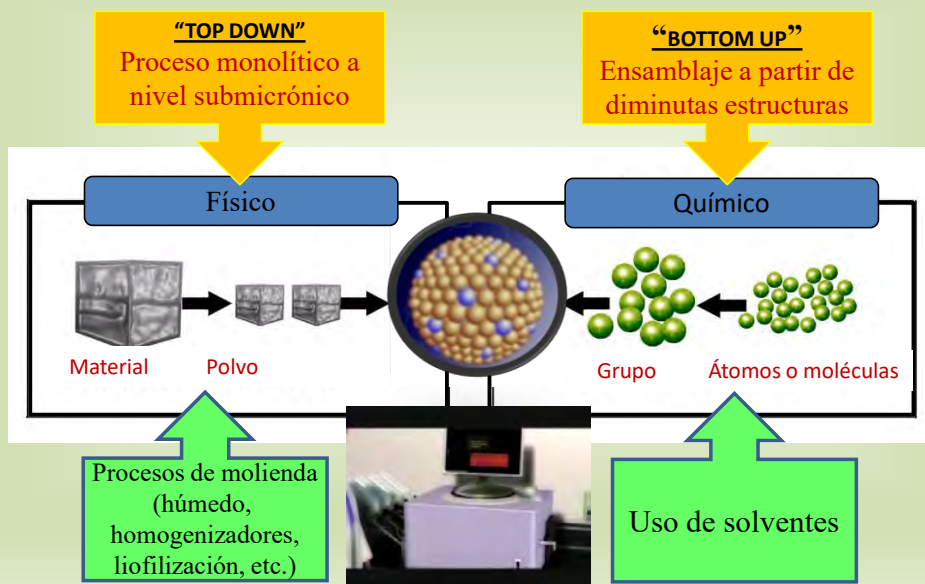 "TOP DOWN"
Proceso monolítico a
nivel submicrónico
“BOTTOM UP”
Ensamblaje a partir de
diminutas estructuras
Físico
Químico
Material
Polvo
Grupo
Átomos o moléculas
Procesos de molienda
(húmedo,
homogenizadores,
liofilización, etc.)
Uso de solventes